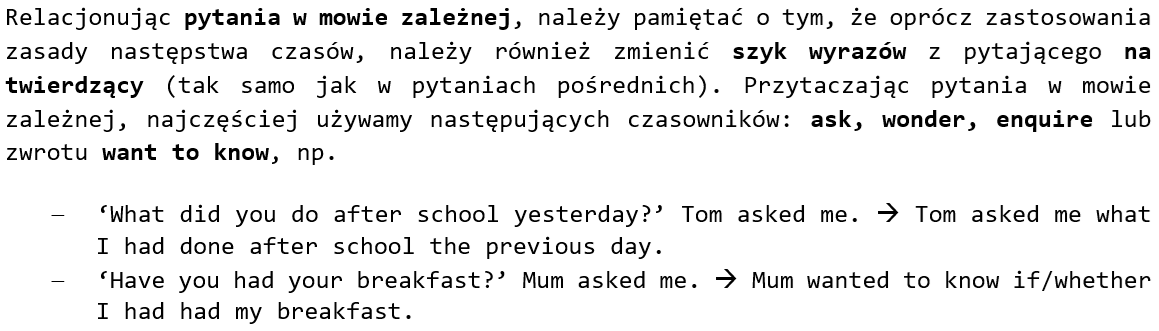 Relacjonując pytania w mowie zależnej, należy pamiętać o tym, że oprócz zastosowania
zasady następstwa czasów, należy również zmienić szyk wyrazów z pytającego na
twierdzący (tak samo jak w pytaniach pośrednich). Przytaczając pytania w mowie
zależnej, najczęściej używamy następujących czasowników: ask, wonder, enquire lub
zwrotu want to know, np.
– ‘What did you do after school yesterday?’ Tom asked me. → Tom asked me what
I had done after school the previous day.
– ‘Have you had your breakfast?’ Mum asked me. → Mum wanted to know if/whether
I had had my breakfast.